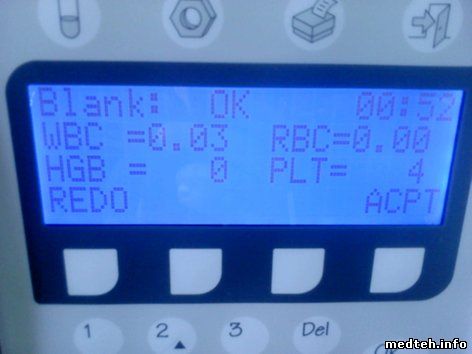 Blank: OK 00:52
WBC =0.03 RBC=0.00
HGB = 0 PLT= 4
REDO ACPT
1 2 3 Del
medteh.info